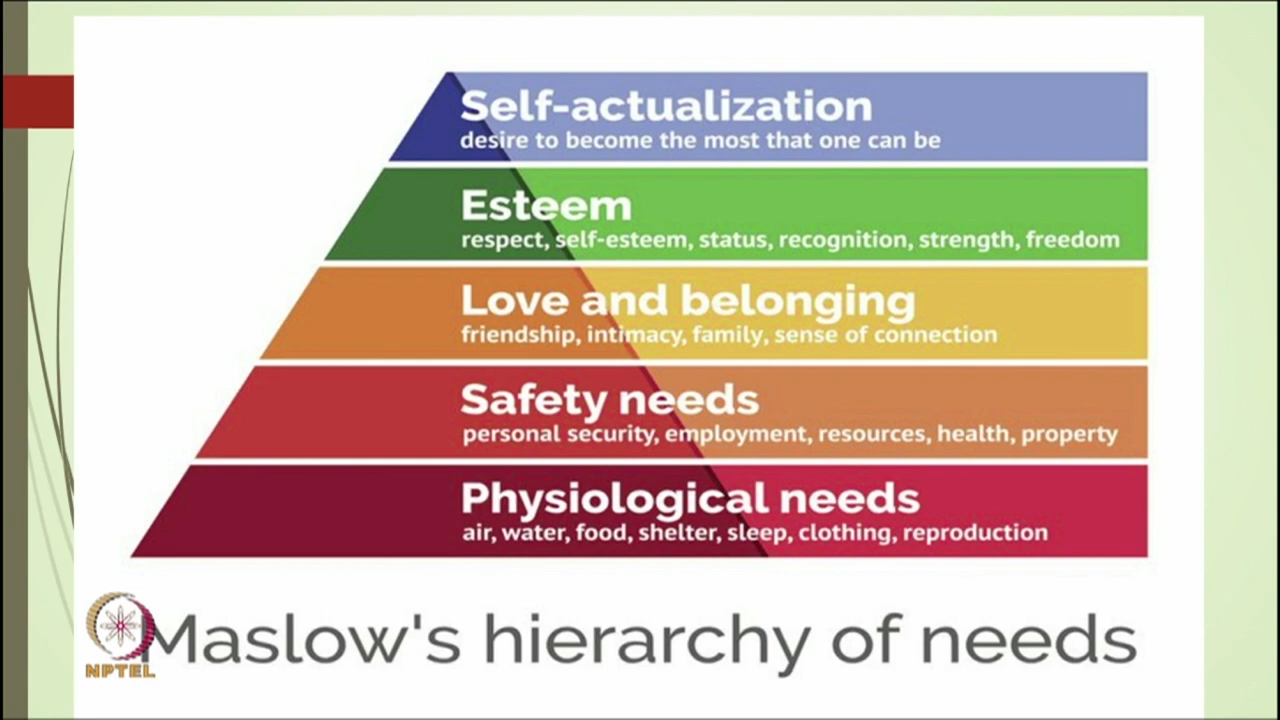 Self-actualization
desire to become the most that one can be
Esteem
respect, self-esteem, status, recognition, strength, freedom
Love and belonging
friendship, intimacy, family, sense of connection
Safety needs
personal security, employment, resources, health, property
Physiological needs
air, water, food, shelter, sleep, clothing, reproduction
Maslow's hierarchy of needs
NPTEL